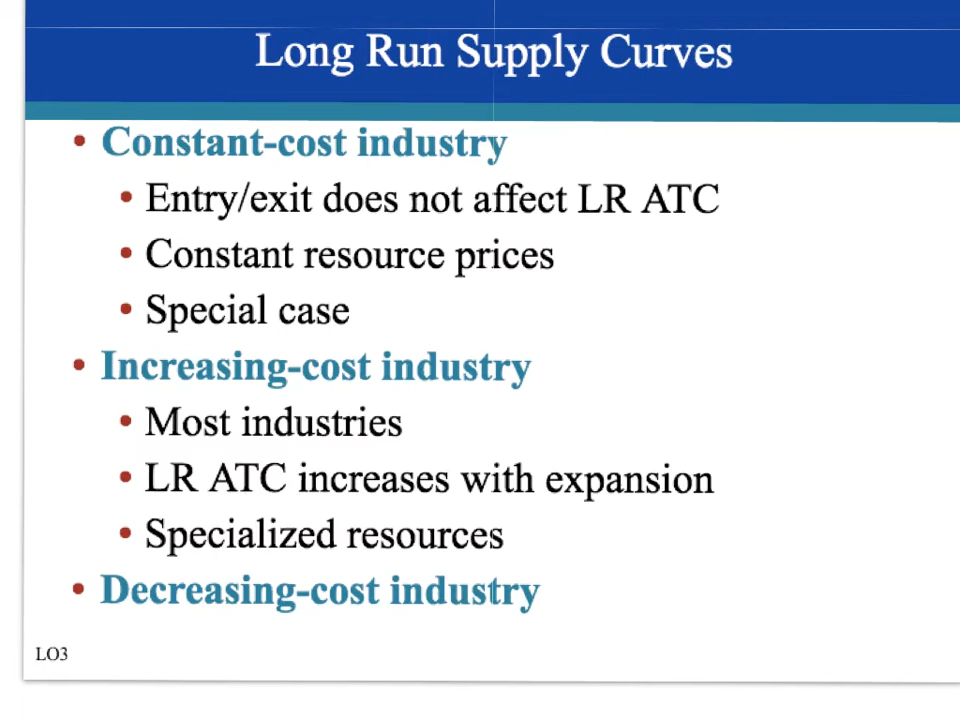 Long Run Supply Curves
• Constant-cost industry
• Entry/exit does not affect LR ATC
• Constant resource prices
• Special case
• Increasing-cost industry
• Most industries
• LR ATC increases with expansion
• Specialized resources
• Decreasing-cost industry
LO3